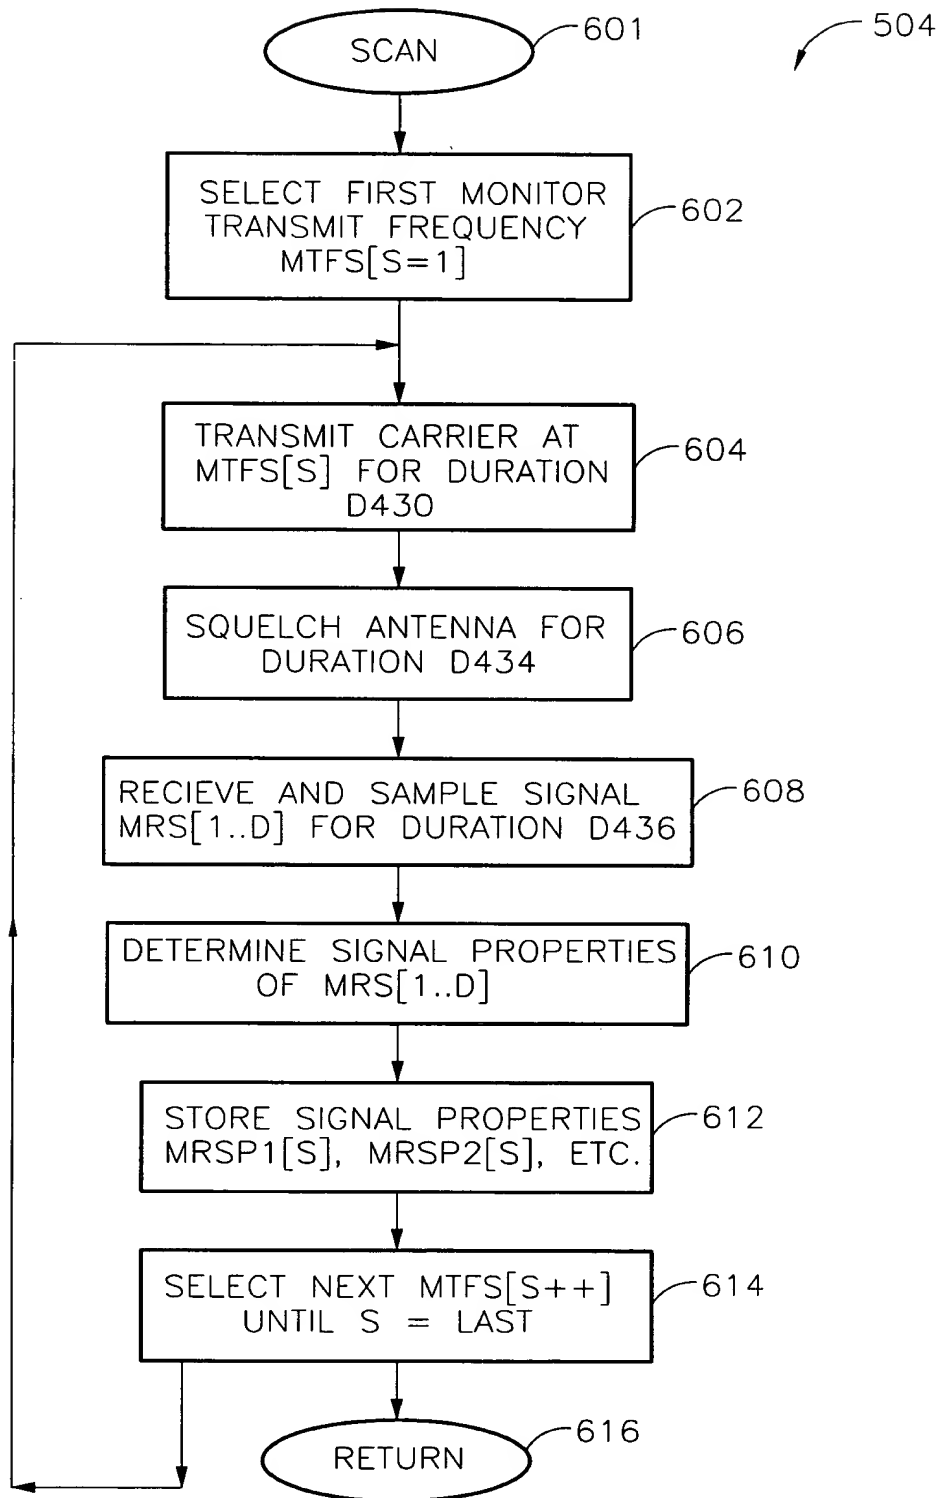 504
SCAN
601
SELECT FIRST MONITOR
TRANSMIT FREQUENCY
MTFS[S=1]
602
TRANSMIT CARRIER AT
MTFS[S] FOR DURATION
D430
604
SQUELCH ANTENNA FOR
DURATION D434
606
RECIEVE AND SAMPLE SIGNAL
MRS[1..D] FOR DURATION D436
608
DETERMINE SIGNAL PROPERTIES
OF MRS[1..D]
610
STORE SIGNAL PROPERTIES
MRSP1[S], MRSP2[S], ETC.
612
SELECT NEXT MTFS[S++]
UNTIL S = LAST
614
RETURN
616